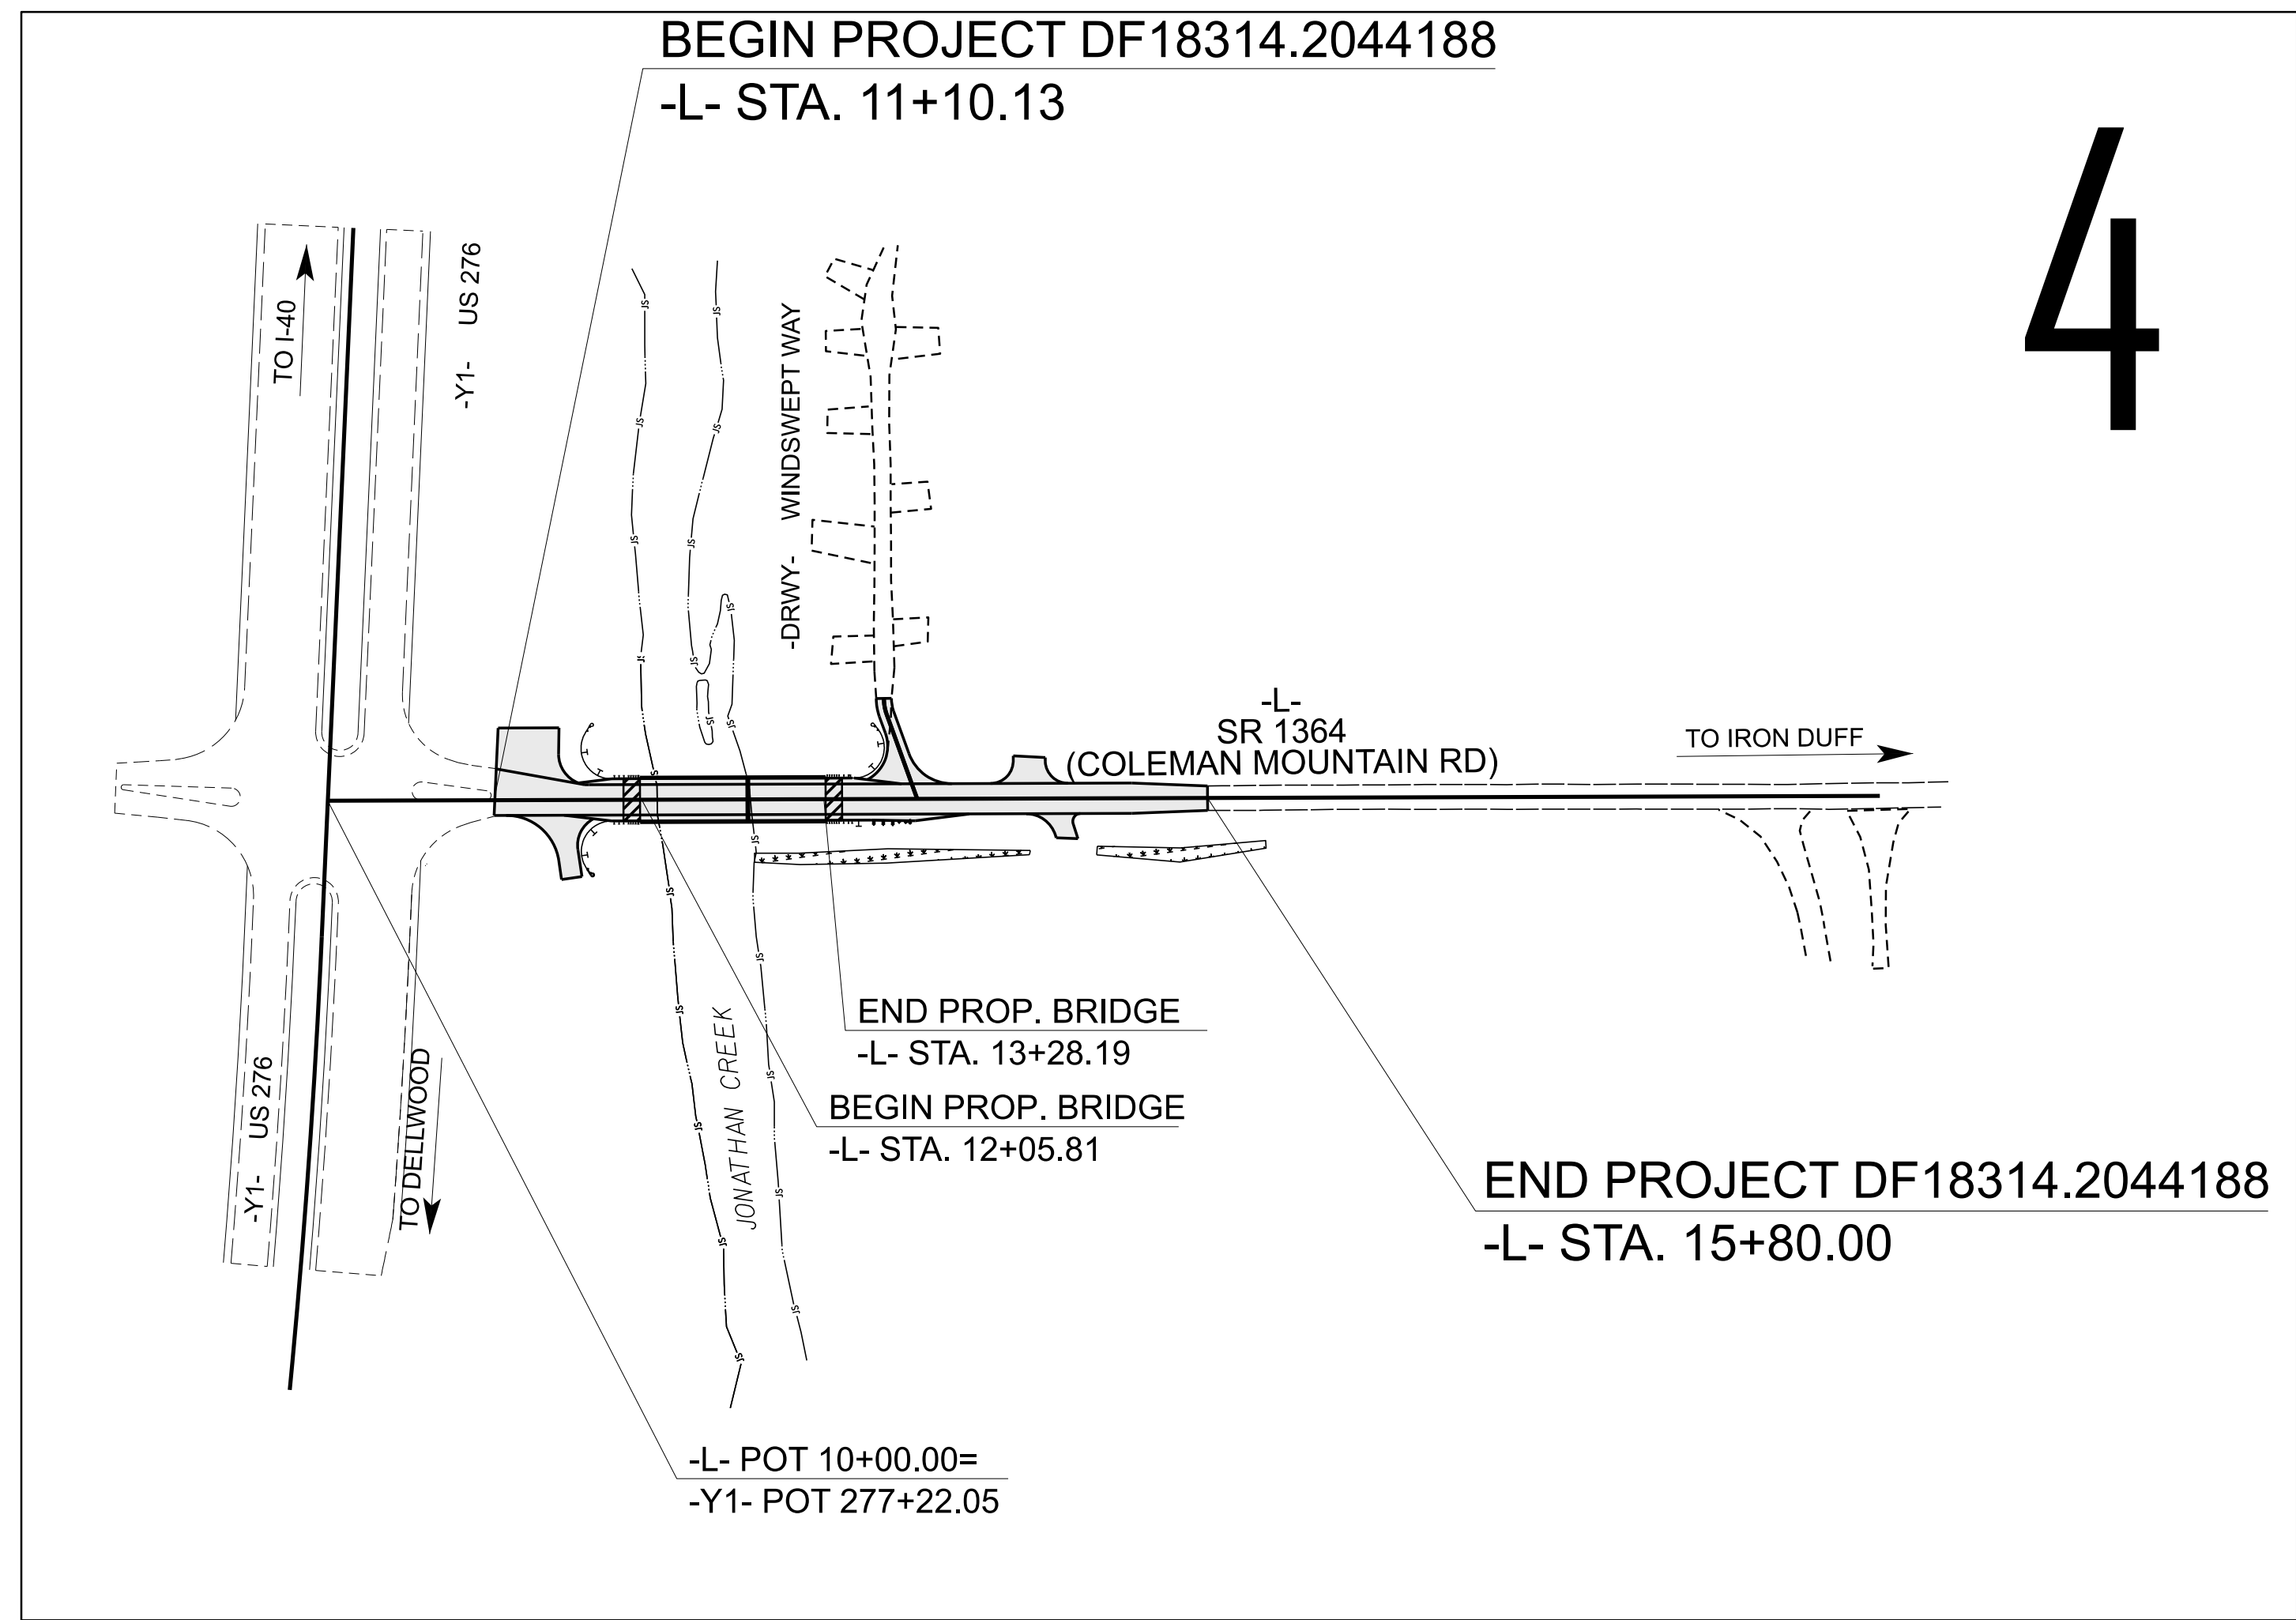 BEGIN PROJECT DF18314.2044188
-L- STA. 11+10.13
4
TO I-40
-Y1- US 276
-DRWY- WINDSWEPT WAY
-L-
SR 1364
(COLEMAN MOUNTAIN RD)
TO IRON DUFF
END PROP. BRIDGE
-L- STA. 13+28.19
BEGIN PROP. BRIDGE
-L- STA. 12+05.81
JONATHAN CREEK
-Y1- US 276
TO DELLWOOD
END PROJECT DF18314.2044188
-L- STA. 15+80.00
-L- POT 10+00.00=
-Y1- POT 277+22.05